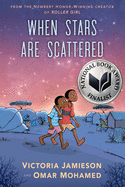 FROM THE NEWBERY HONOR-WINNING CREATOR
OF ROLLER GIRL
WHEN STARS
ARE SCATTERED
NATIONAL BOOK AWARD
FINALIST
VICTORIA JAMIESON
AND OMAR MOHAMED